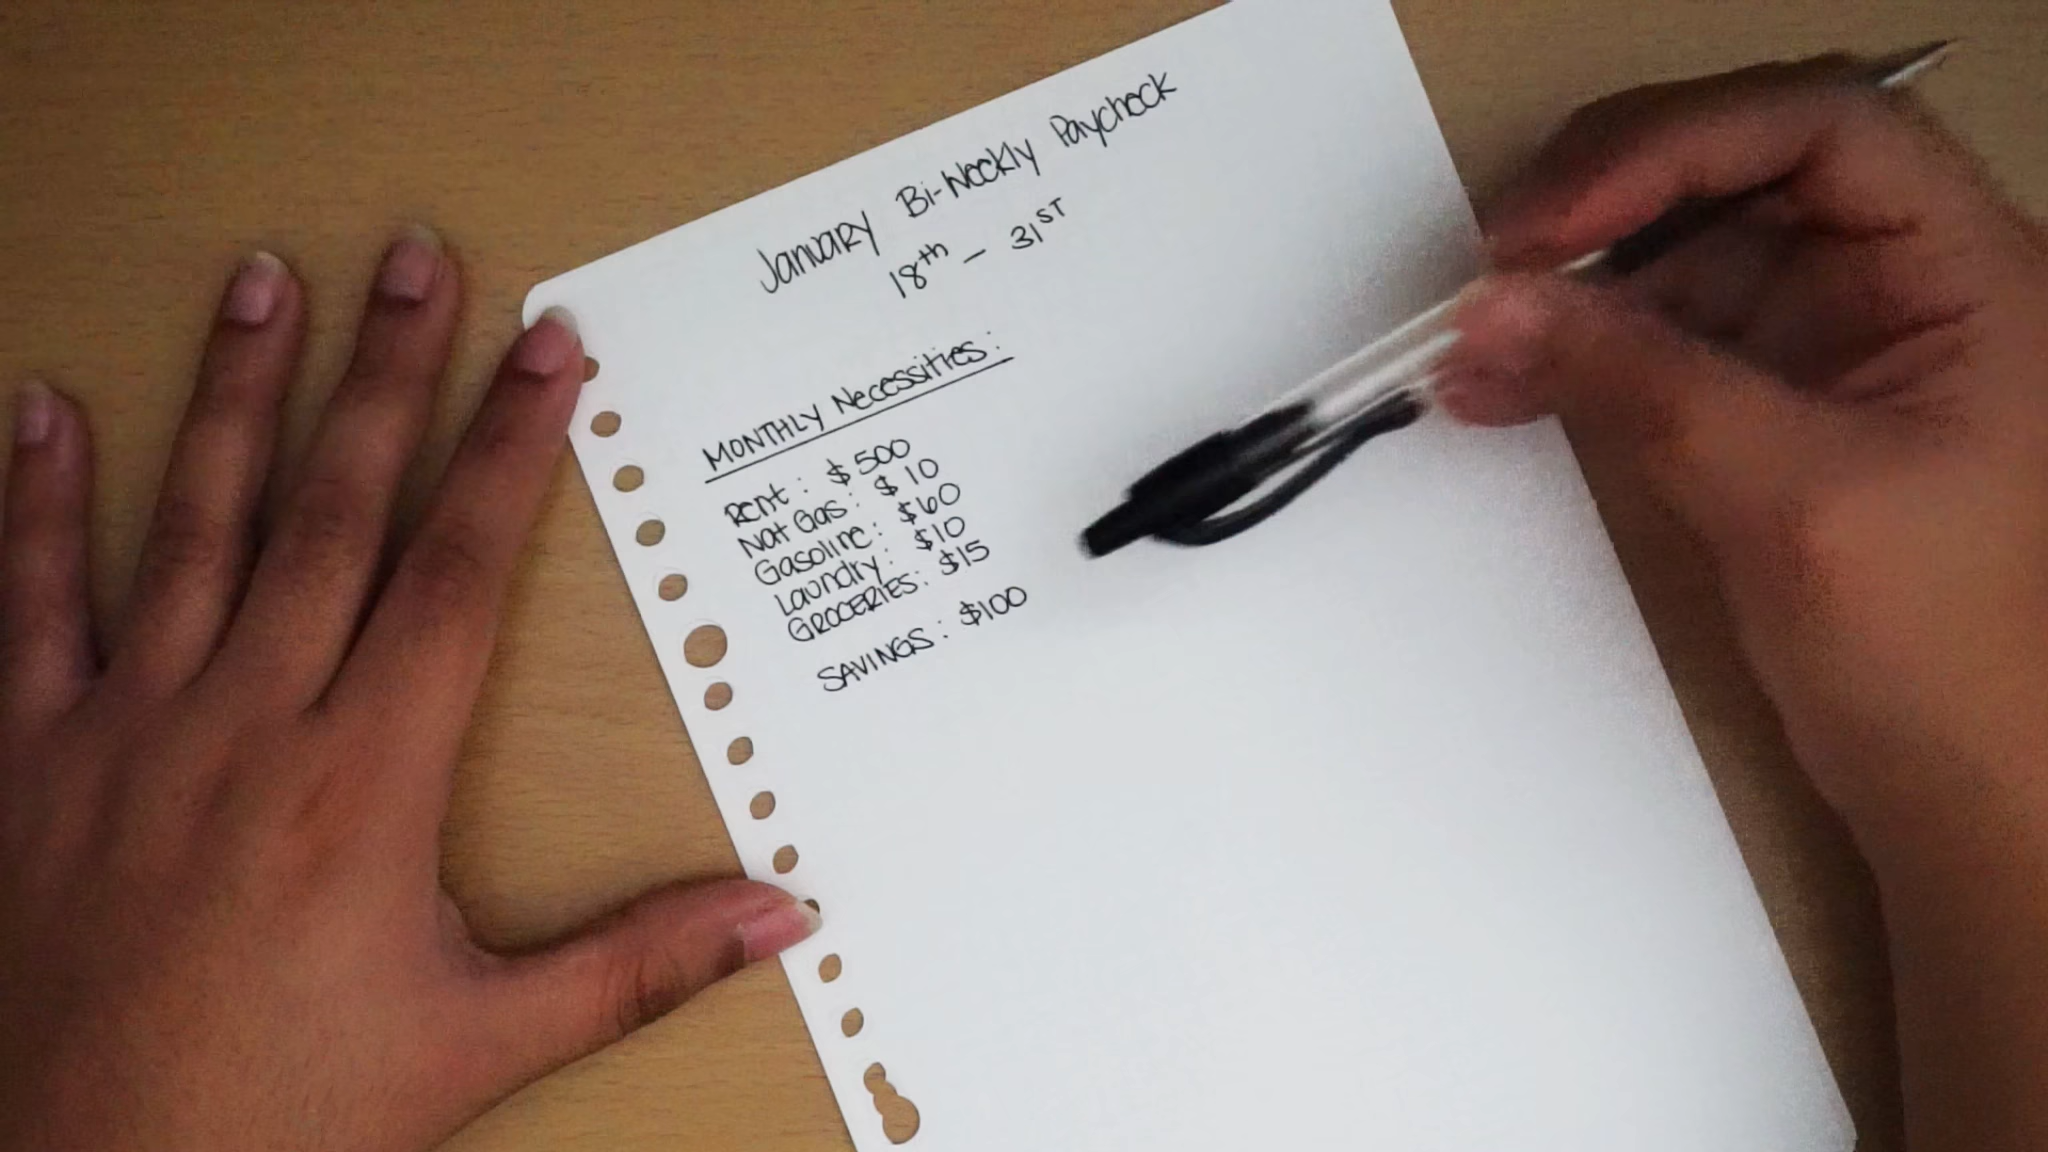 January Bi-Weekly Paycheck
18th - 31ST
MONTHLY Necessities:
Rent: $500
Nat Gas: $10
Gasoline: $60
Laundry: $10
GROCERIES: $15
SAVINGS: $100